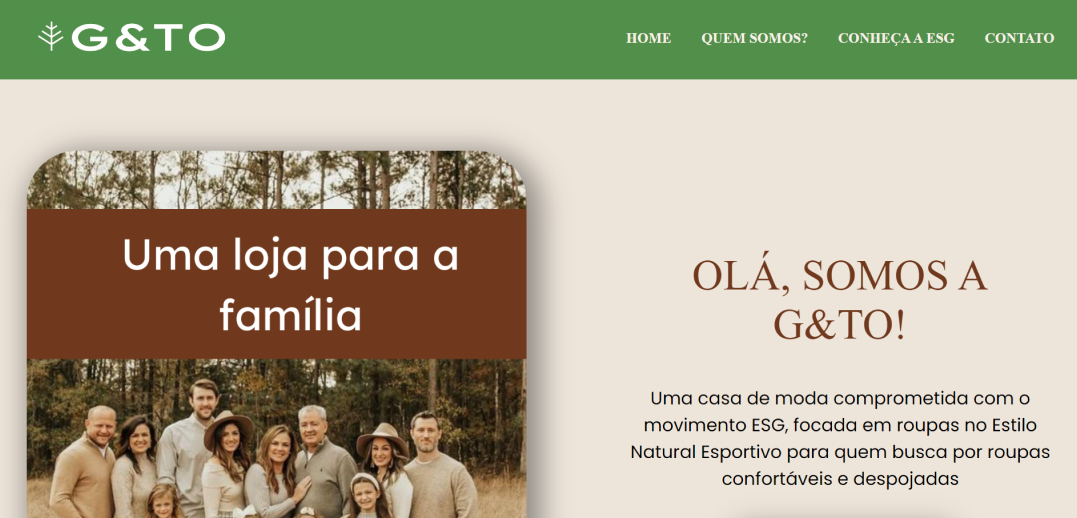 G&TO
HOME QUEM SOMOS? CONHEÇA A ESG CONTATO
Uma loja para a
família
OLÁ, SOMOS A
G&TO!
Uma casa de moda comprometida com o
movimento ESG, focada em roupas no Estilo
Natural Esportivo para quem busca por roupas
confortáveis e despojadas